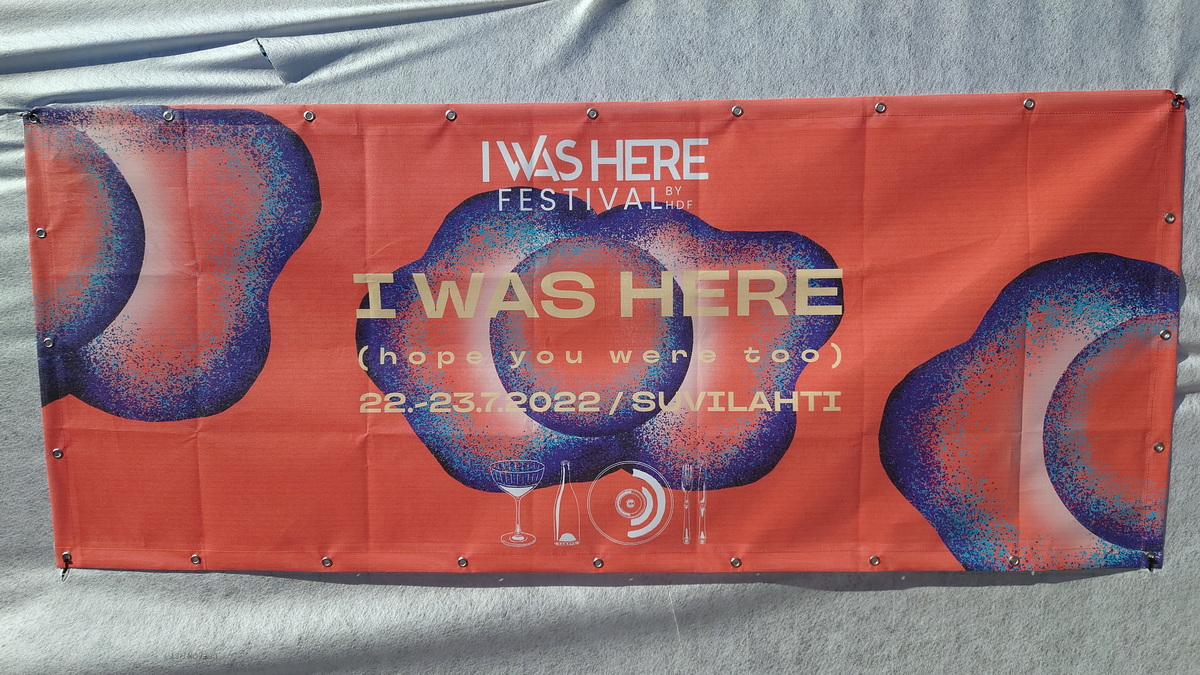 I WAS HERE
FESTIVAL BY HDF
I WAS HERE
(hope you were too)
22.-23.7.2022 / SUVILAHTI